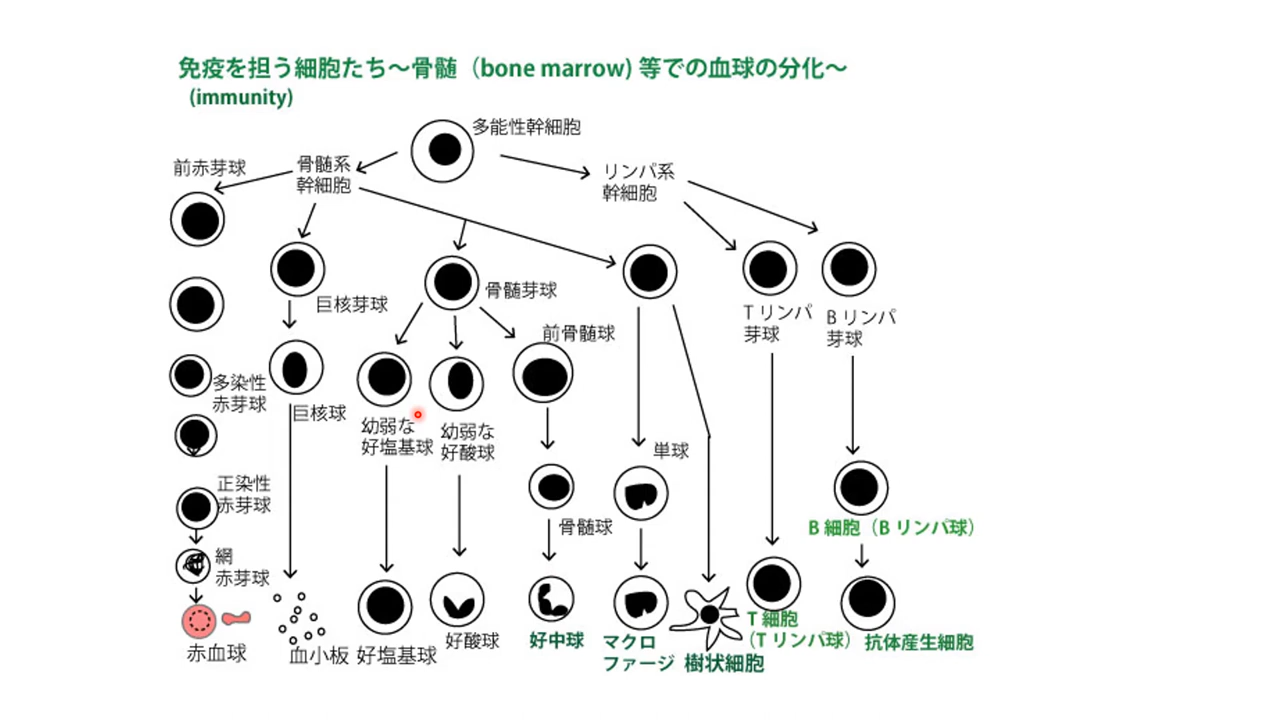 免疫を担う細胞たち～骨髄（bone marrow) 等での血球の分化～
(immunity)
多能性幹細胞
前赤芽球
骨髄系
幹細胞
リンパ系
幹細胞
巨核芽球
骨髄芽球
T リンパ
芽球
B リンパ
芽球
前骨髄球
多染性
赤芽球
巨核球
幼弱な
好塩基球
幼弱な
好酸球
単球
正染性
赤芽球
骨髄球
B 細胞（B リンパ球）
網
赤芽球
赤血球
血小板
好塩基球
好酸球
好中球
マクロ
ファージ
樹状細胞
T 細胞
（T リンパ球）
抗体産生細胞